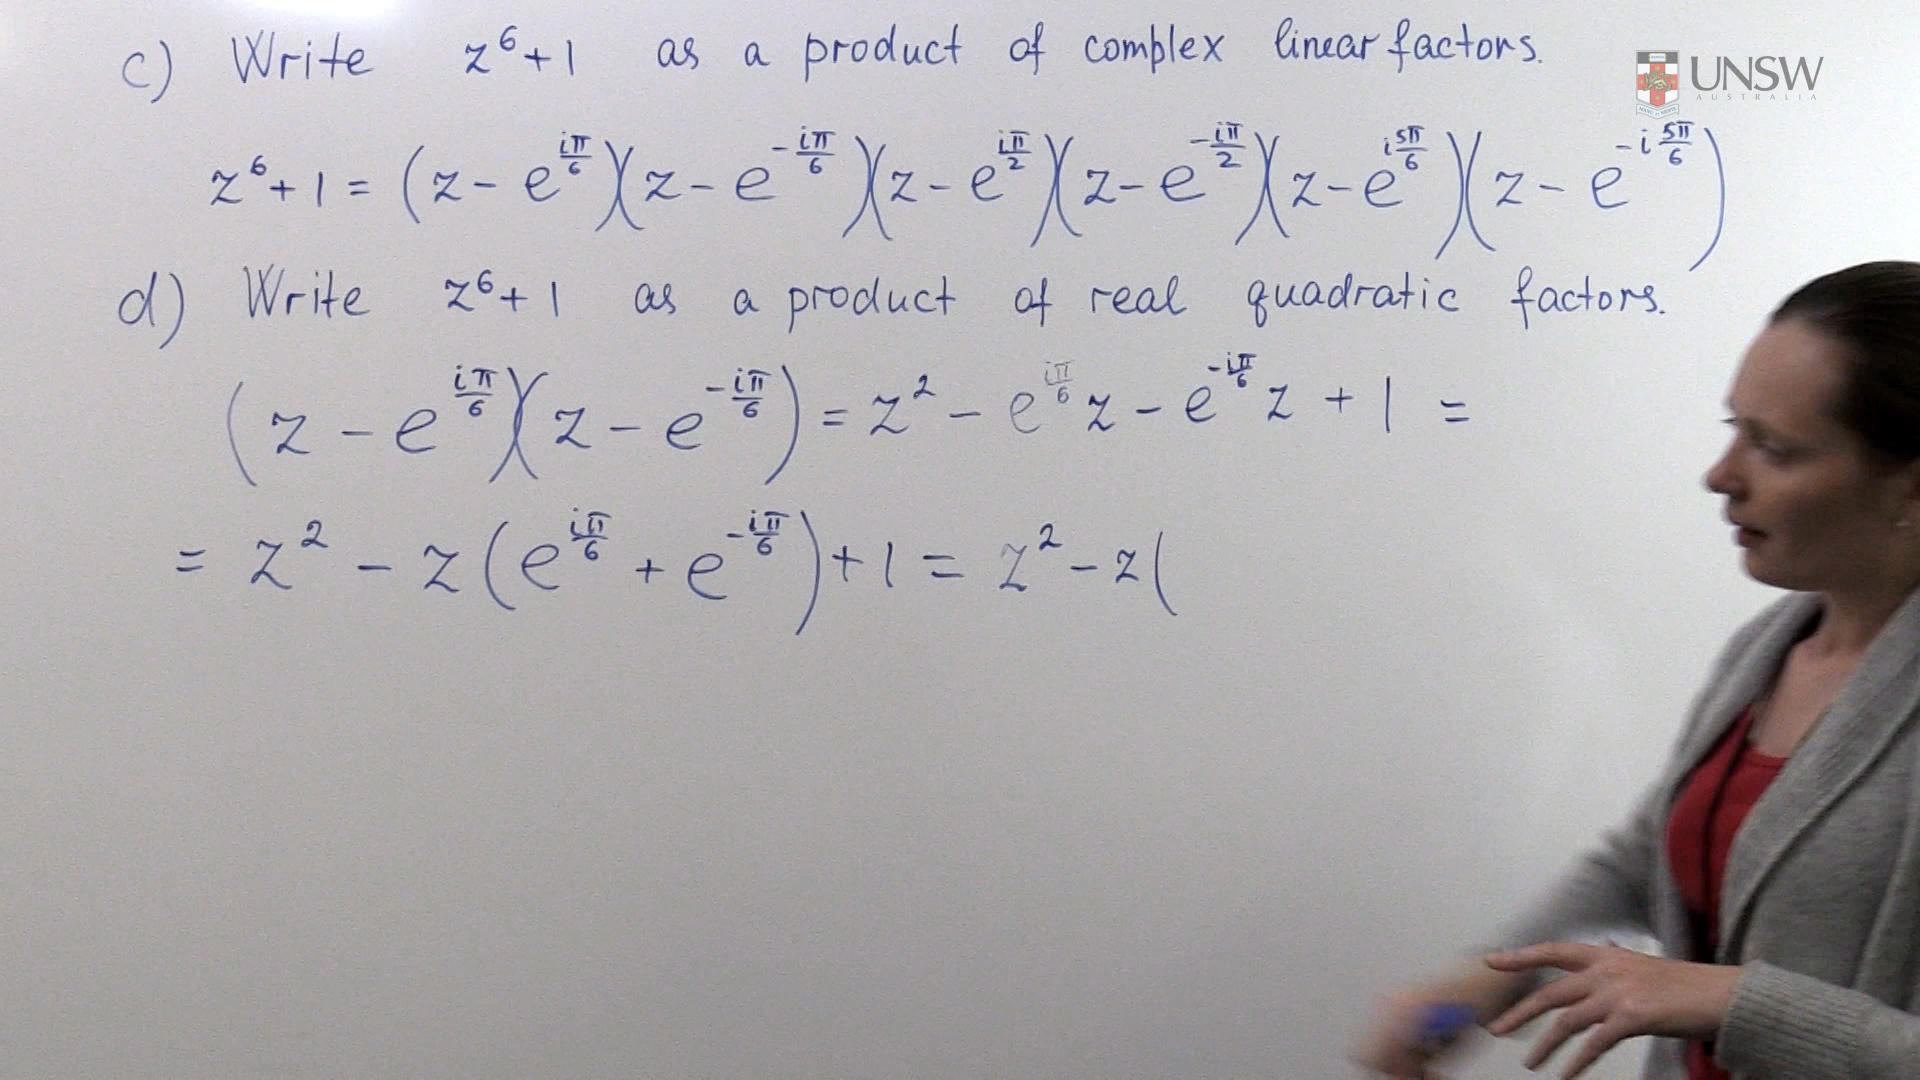 c) Write z⁶+1 as a product of complex linear factors.
UNSW
AUSTRALIA
z⁶+1 = (z − e^{iπ/6})(z − e^{−iπ/6})(z − e^{iπ/2})(z − e^{−iπ/2})(z − e^{i5π/6})(z − e^{−i5π/6})
d) Write z⁶+1 as a product of real quadratic factors.
(z − e^{iπ/6})(z − e^{−iπ/6}) = z² − e^{iπ/6}z − e^{−iπ/6}z + 1 =
= z² − z(e^{iπ/6} + e^{−iπ/6}) + 1 = z² − z(